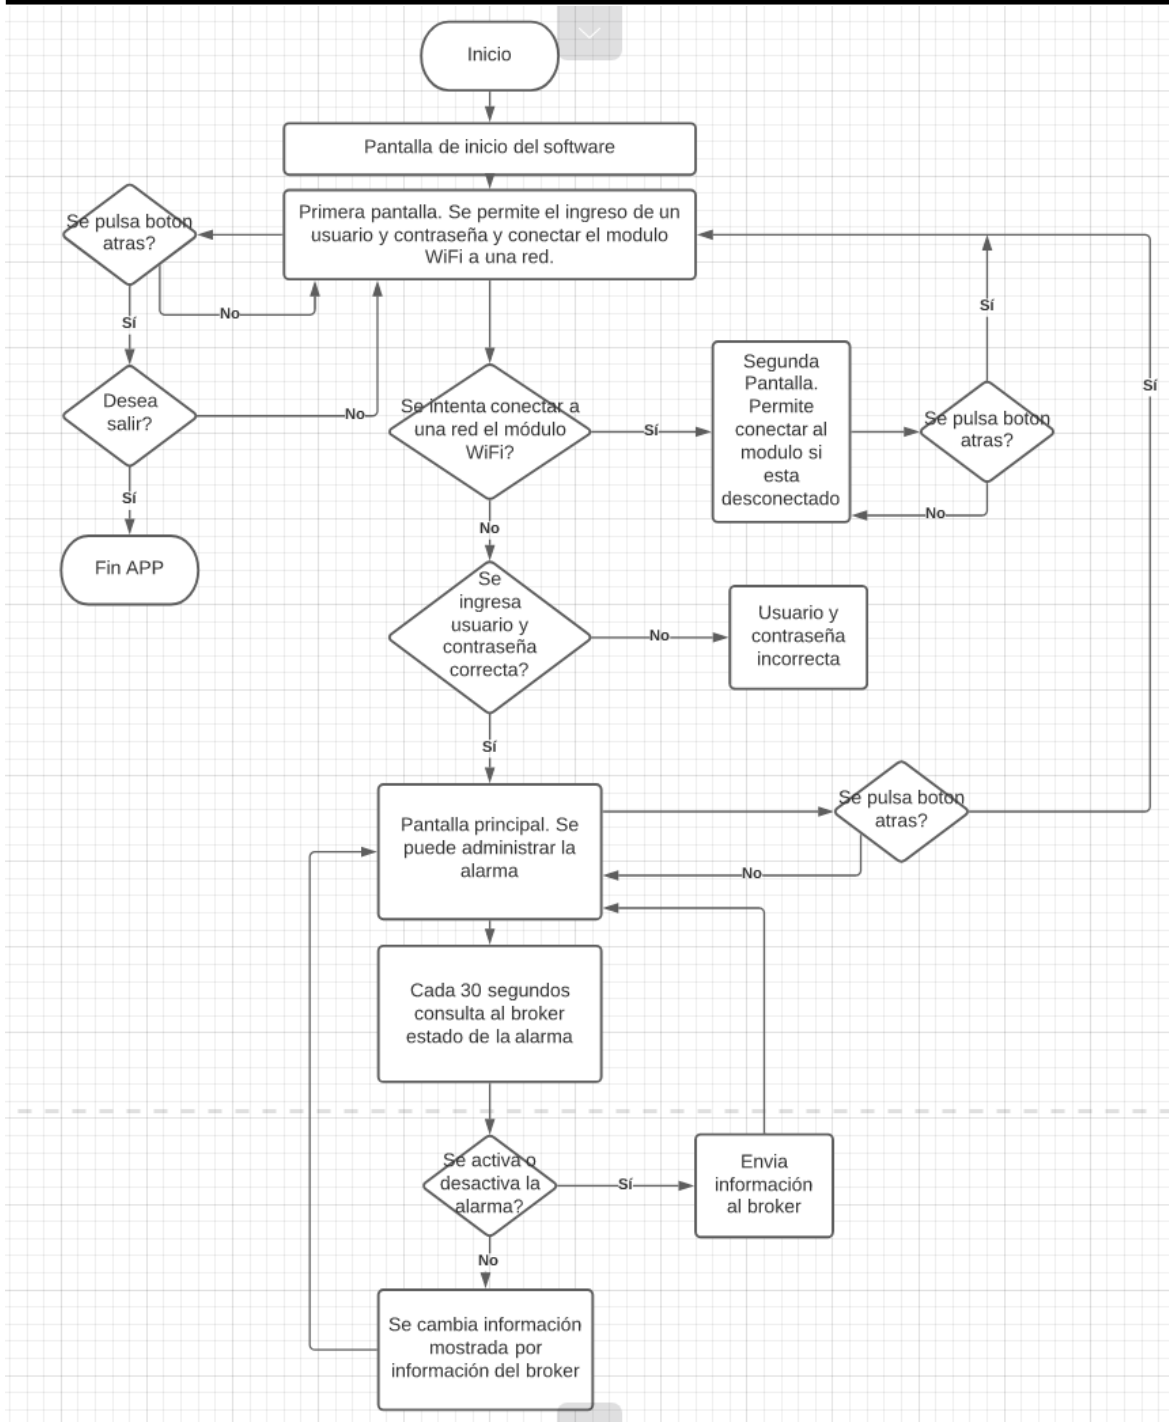 Inicio
Pantalla de inicio del software
Primera pantalla. Se permite el ingreso de un
usuario y contraseña y conectar el modulo
WiFi a una red.
Se pulsa boton
atras?
No
Sí
Desea
salir?
No
Sí
Fin APP
Se intenta conectar a
una red el módulo
WiFi?
Sí
Segunda
Pantalla.
Permite
conectar al
modulo si
esta
desconectado
Se pulsa boton
atras?
Sí
No
Sí
No
Se
ingresa
usuario y
contraseña
correcta?
No
Usuario y
contraseña
incorrecta
Sí
Pantalla principal. Se
puede administrar la
alarma
Se pulsa boton
atras?
No
Cada 30 segundos
consulta al broker
estado de la alarma
Se activa o
desactiva la
alarma?
Sí
Envia
información
al broker
No
Se cambia información
mostrada por
información del broker